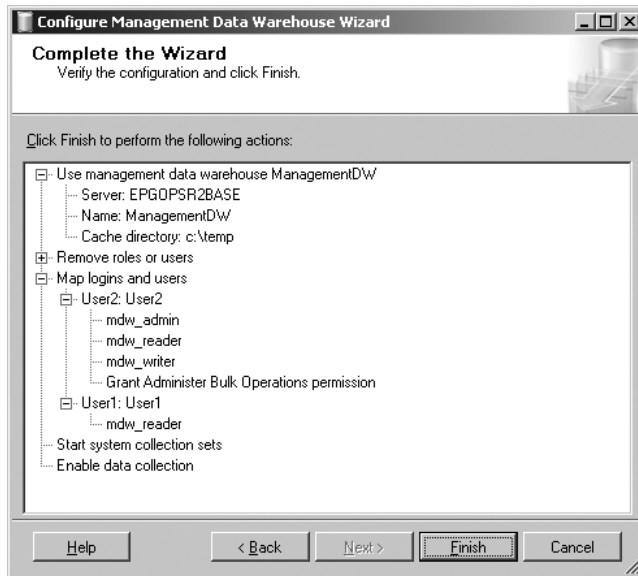 Configure Management Data Warehouse Wizard
Complete the Wizard
Verify the configuration and click Finish.
Click Finish to perform the following actions:
Use management data warehouse ManagementDW
Server: EPGOPSR2BASE
Name: ManagementDW
Cache directory: c:\temp
Remove roles or users
Map logins and users
User2: User2
mdw_admin
mdw_reader
mdw_writer
Grant Administer Bulk Operations permission
User1: User1
mdw_reader
Start system collection sets
Enable data collection
Help < Back Next > Finish Cancel